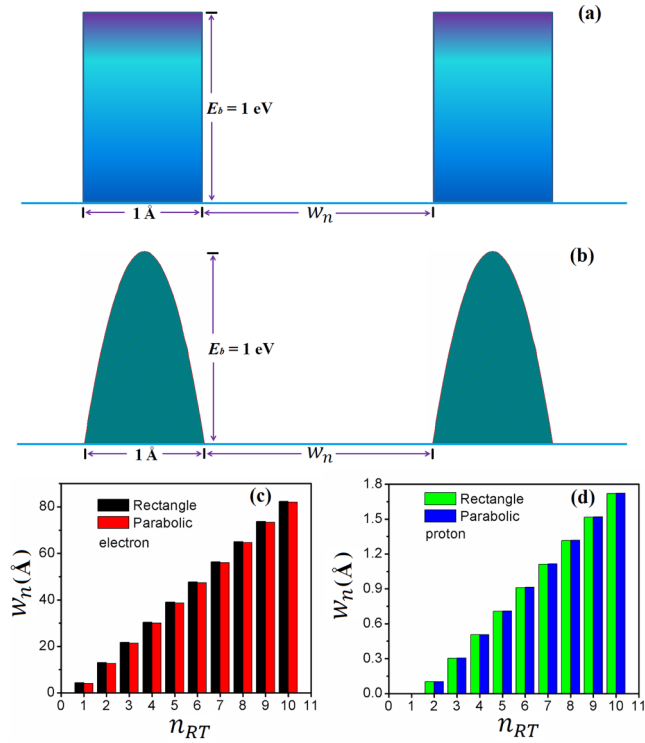 (a)
E_b = 1 eV
1 Å
W_n
(b)
E_b = 1 eV
1 Å
W_n
(c)
Rectangle
Parabolic
electron
W_n(Å)
80
60
40
20
0
0 1 2 3 4 5 6 7 8 9 10 11
n_RT
(d)
Rectangle
Parabolic
proton
W_n(Å)
1.8
1.5
1.2
0.9
0.6
0.3
0.0
0 1 2 3 4 5 6 7 8 9 10 11
n_RT